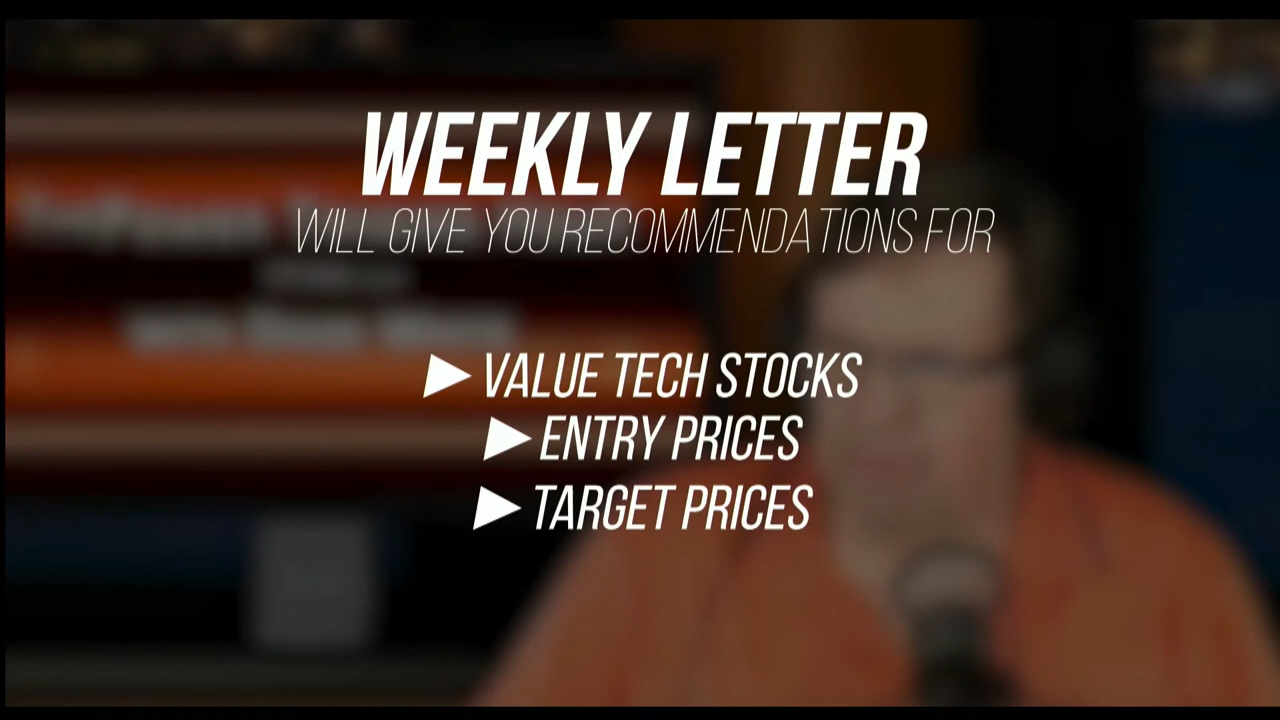 WEEKLY LETTER
WILL GIVE YOU RECOMMENDATIONS FOR
► VALUE TECH STOCKS
► ENTRY PRICES
► TARGET PRICES